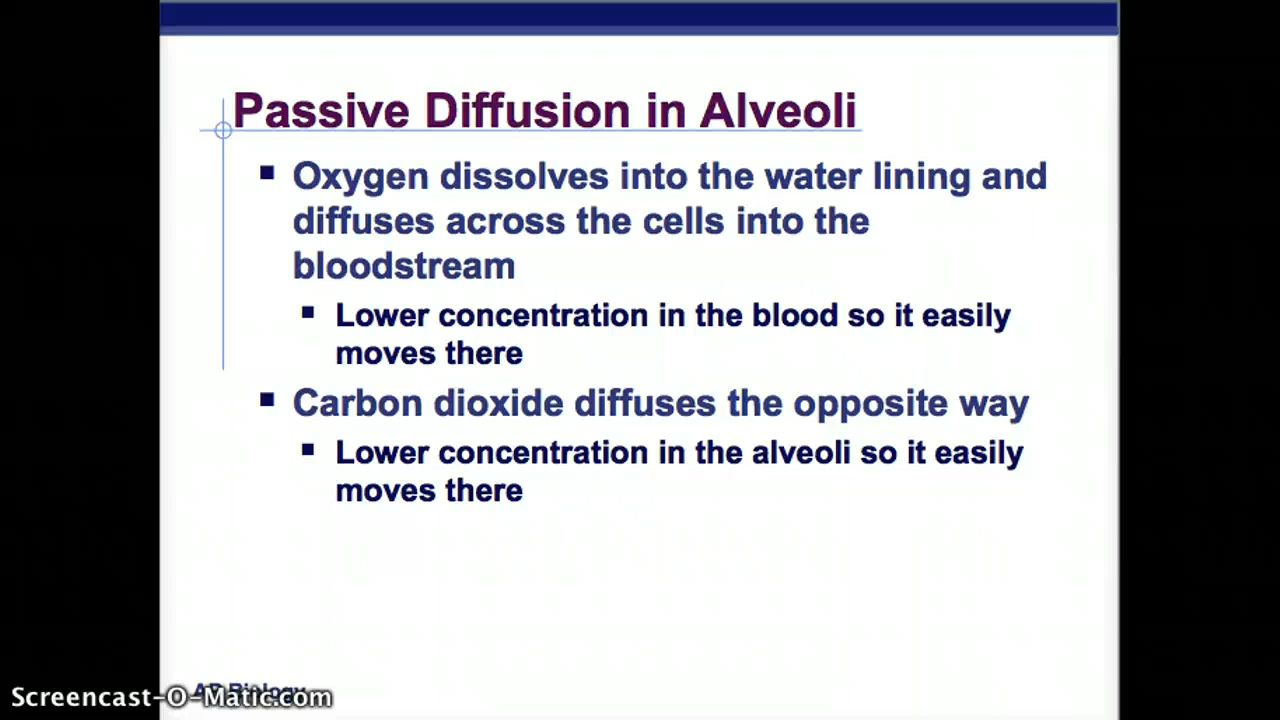 Passive Diffusion in Alveoli
Oxygen dissolves into the water lining and
diffuses across the cells into the
bloodstream
Lower concentration in the blood so it easily
moves there
Carbon dioxide diffuses the opposite way
Lower concentration in the alveoli so it easily
moves there
AP Biology
Screencast-O-Matic.com